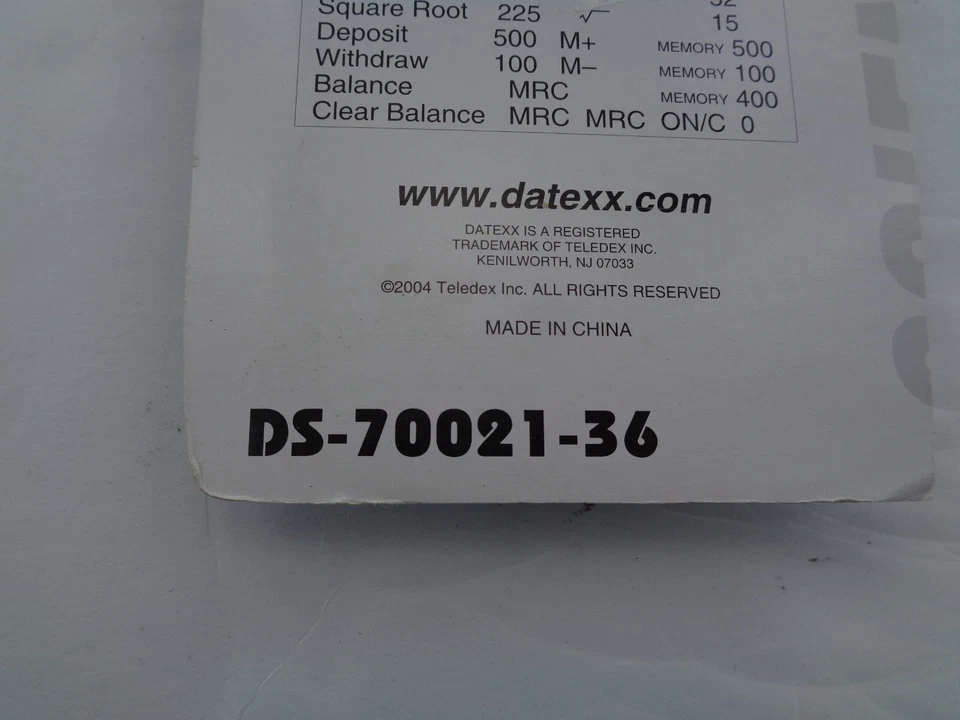 32
Square Root 225 √ 15
Deposit 500 M+ MEMORY 500
Withdraw 100 M– MEMORY 100
Balance MRC MEMORY 400
Clear Balance MRC MRC ON/C 0
www.datexx.com
DATEXX IS A REGISTERED
TRADEMARK OF TELEDEX INC.
KENILWORTH, NJ 07033
©2004 Teledex Inc. ALL RIGHTS RESERVED
MADE IN CHINA
DS-70021-36